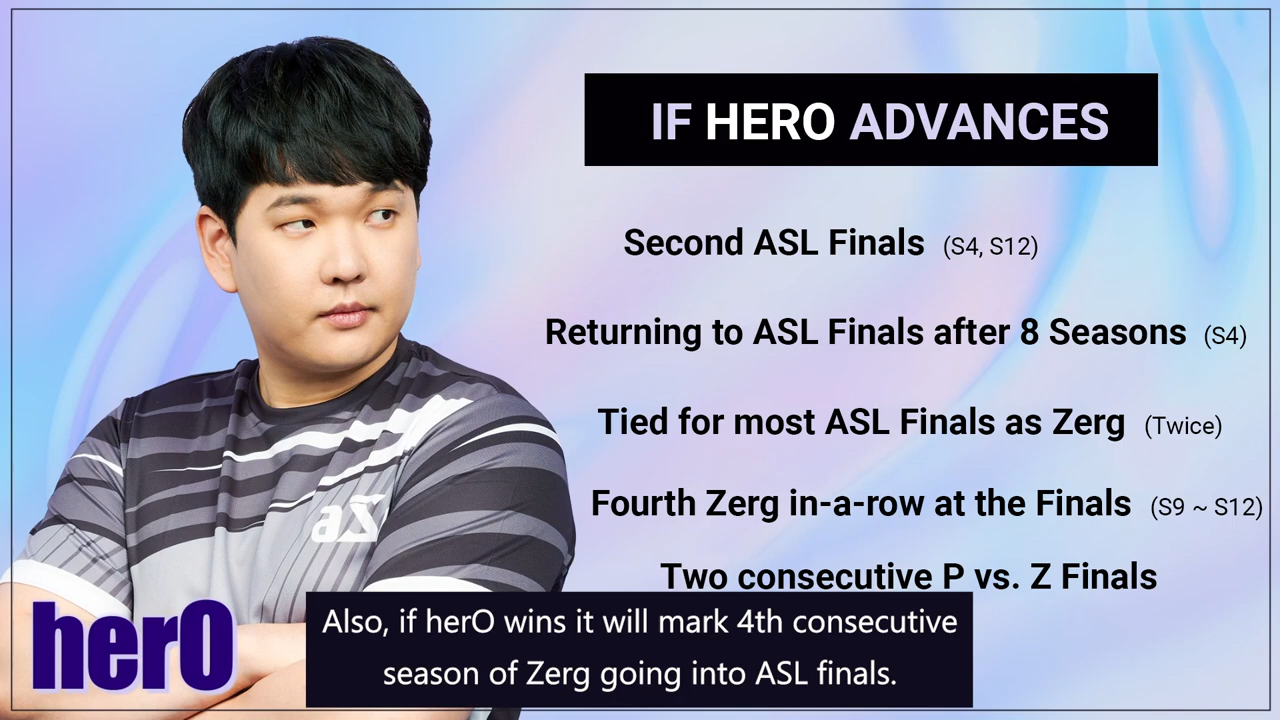 IF HERO ADVANCES
Second ASL Finals (S4, S12)
Returning to ASL Finals after 8 Seasons (S4)
Tied for most ASL Finals as Zerg (Twice)
Fourth Zerg in-a-row at the Finals (S9 ~ S12)
Two consecutive P vs. Z Finals
aS
herO
Also, if herO wins it will mark 4th consecutive
season of Zerg going into ASL finals.